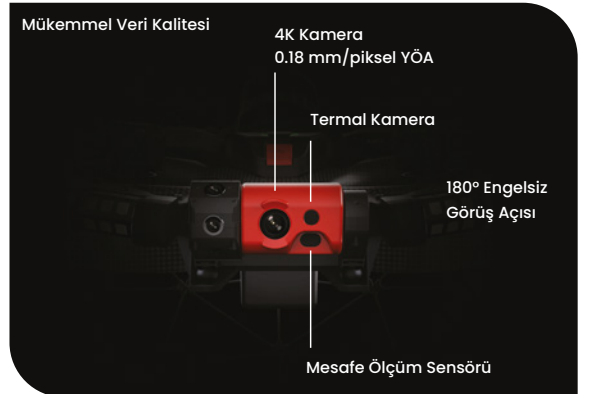 Mükemmel Veri Kalitesi
4K Kamera
0.18 mm/piksel YÖA
Termal Kamera
180° Engelsiz
Görüş Açısı
Mesafe Ölçüm Sensörü